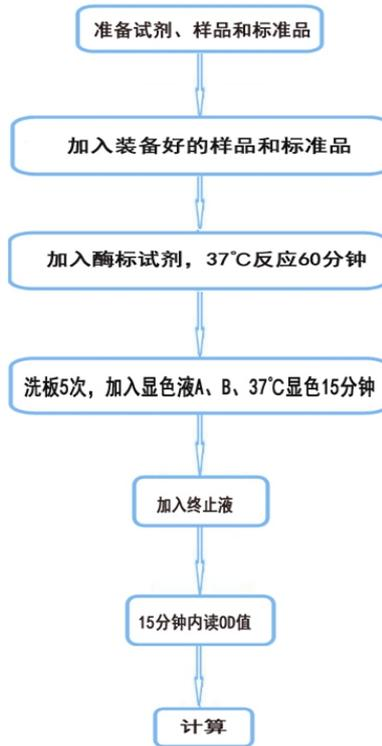 准备试剂、样品和标准品
加入装备好的样品和标准品
加入酶标试剂，37℃反应60分钟
洗板5次，加入显色液A、B、37℃显色15分钟
加入终止液
15分钟内读OD值
计算